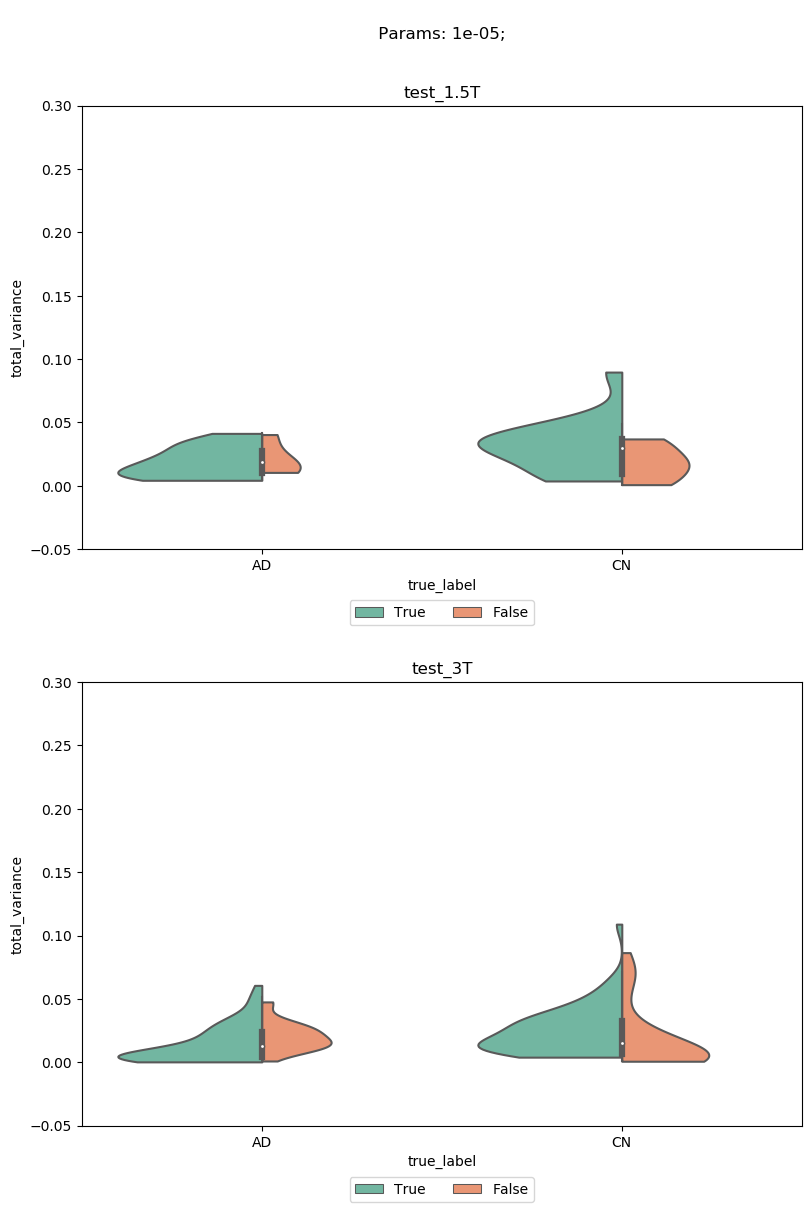 Params: 1e-05;
test_1.5T
0.30
0.25
0.20
0.15
0.10
0.05
0.00
−0.05
total_variance
AD CN
true_label
True False
test_3T
0.30
0.25
0.20
0.15
0.10
0.05
0.00
−0.05
total_variance
AD CN
true_label
True False